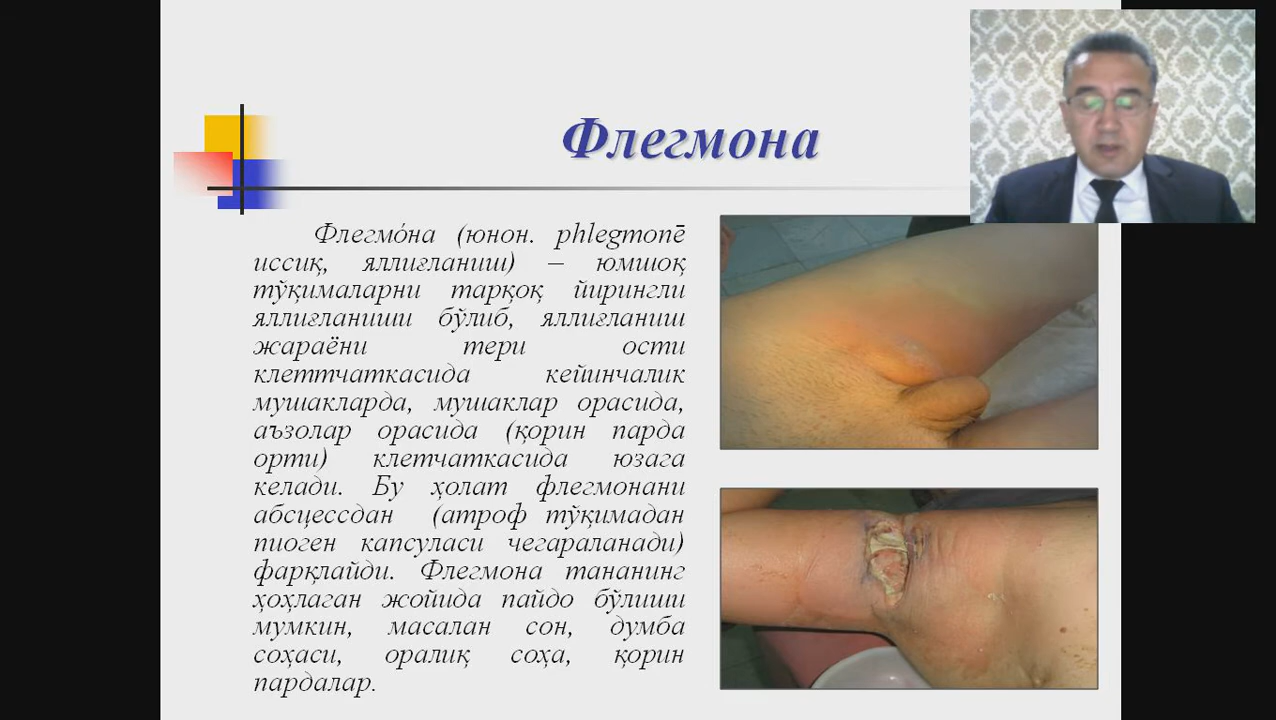 Флегмона
Флегмо́на (юнон. phlegmonē
иссиқ, яллиғланиш) – юмшоқ
тўқималарни тарқоқ йирингли
яллиғланиши бўлиб, яллиғланиш
жараёни тери ости
клеттчаткасида кейинчалик
мушакларда, мушаклар орасида,
аъзолар орасида (қорин парда
орти) клетчаткасида юзага
келади. Бу ҳолат флегмонани
абсцессдан (атроф тўқимадан
пиоген капсуласи чегараланади)
фарқлайди. Флегмона тананинг
ҳоҳлаган жойида пайдо бўлиши
мумкин, масалан сон, думба
соҳаси, оралиқ соҳа, қорин
пардалар.